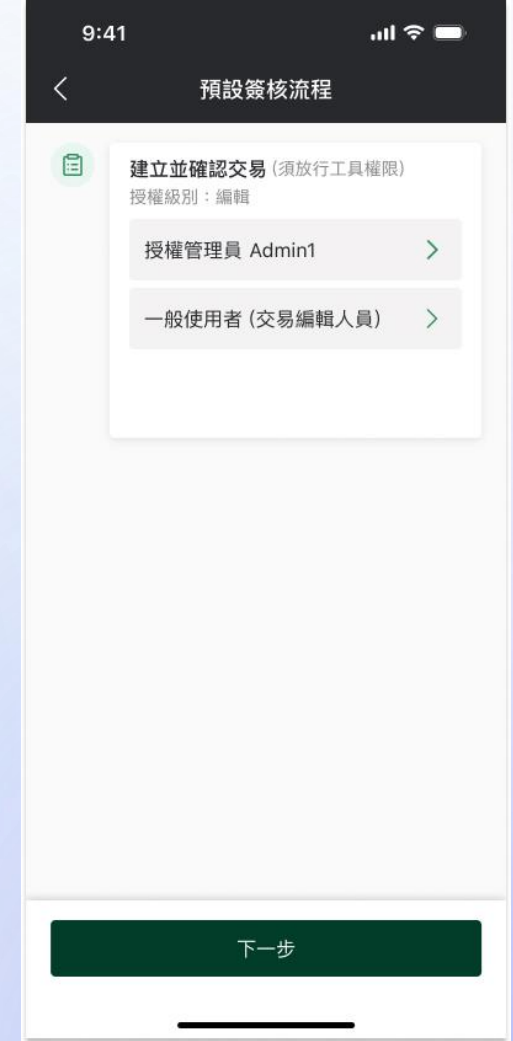 9:41
預設簽核流程
建立並確認交易 (須放行工具權限)
授權級別：編輯
授權管理員 Admin1
一般使用者 (交易編輯人員)
下一步